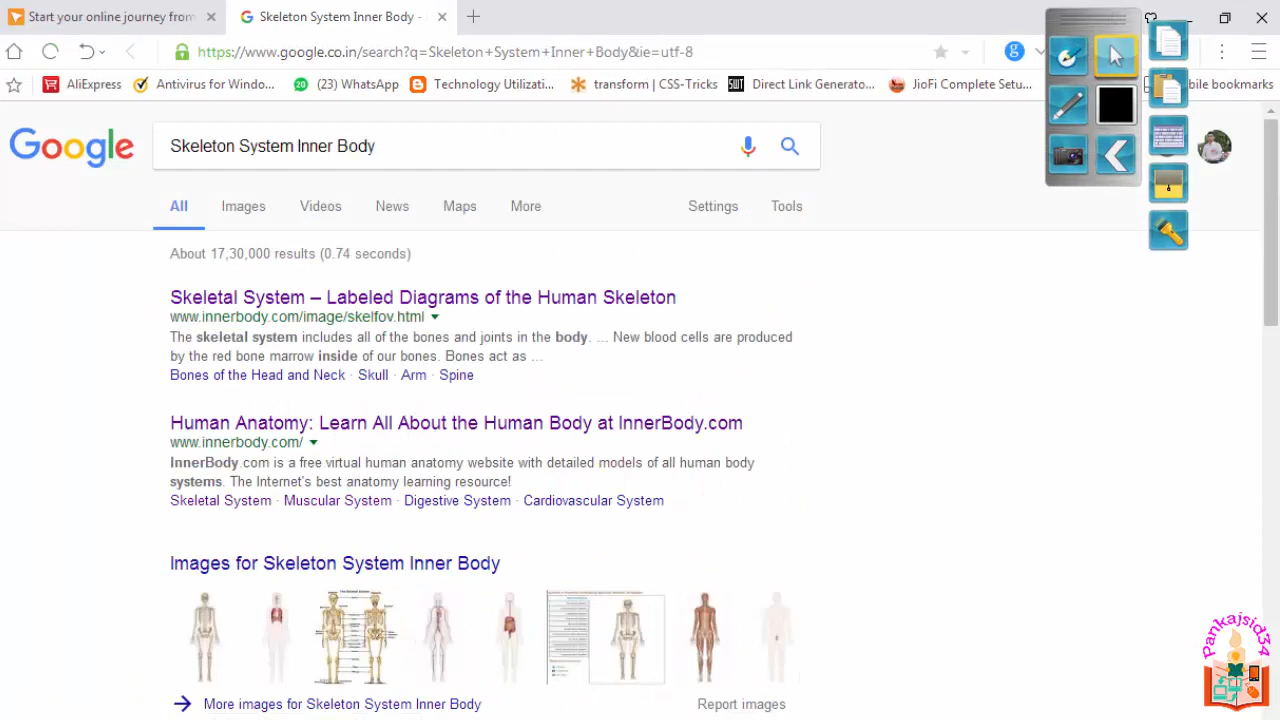 Start your online journey from
Skeleton System Inner Body -
https://www.google.co.in
q=Skele
System+Inner+Body&ie=utf-8
AliExpress
Antivirus for Window...
(23) WhatsApp
Technology Utilizati...
transform | CSS-Tricks
Direct Link Generato...
JioFi Complete Setu...
bile bookmarks
Google
Skeleton System Inner Body
All
Images
Videos
News
Maps
More
Settings
Tools
About 17,30,000 results (0.74 seconds)
Skeletal System – Labeled Diagrams of the Human Skeleton
www.innerbody.com/image/skelfov.html
The skeletal system includes all of the bones and joints in the body. ... New blood cells are produced
by the red bone marrow inside of our bones. Bones act as ...
Bones of the Head and Neck · Skull · Arm · Spine
Human Anatomy: Learn All About the Human Body at InnerBody.com
www.innerbody.com/
InnerBody.com is a free virtual human anatomy website with detailed models of all human body
systems. The Internet's best anatomy learning resource!
Skeletal System · Muscular System · Digestive System · Cardiovascular System
Images for Skeleton System Inner Body
More images for Skeleton System Inner Body
Report images
Pankajsid34